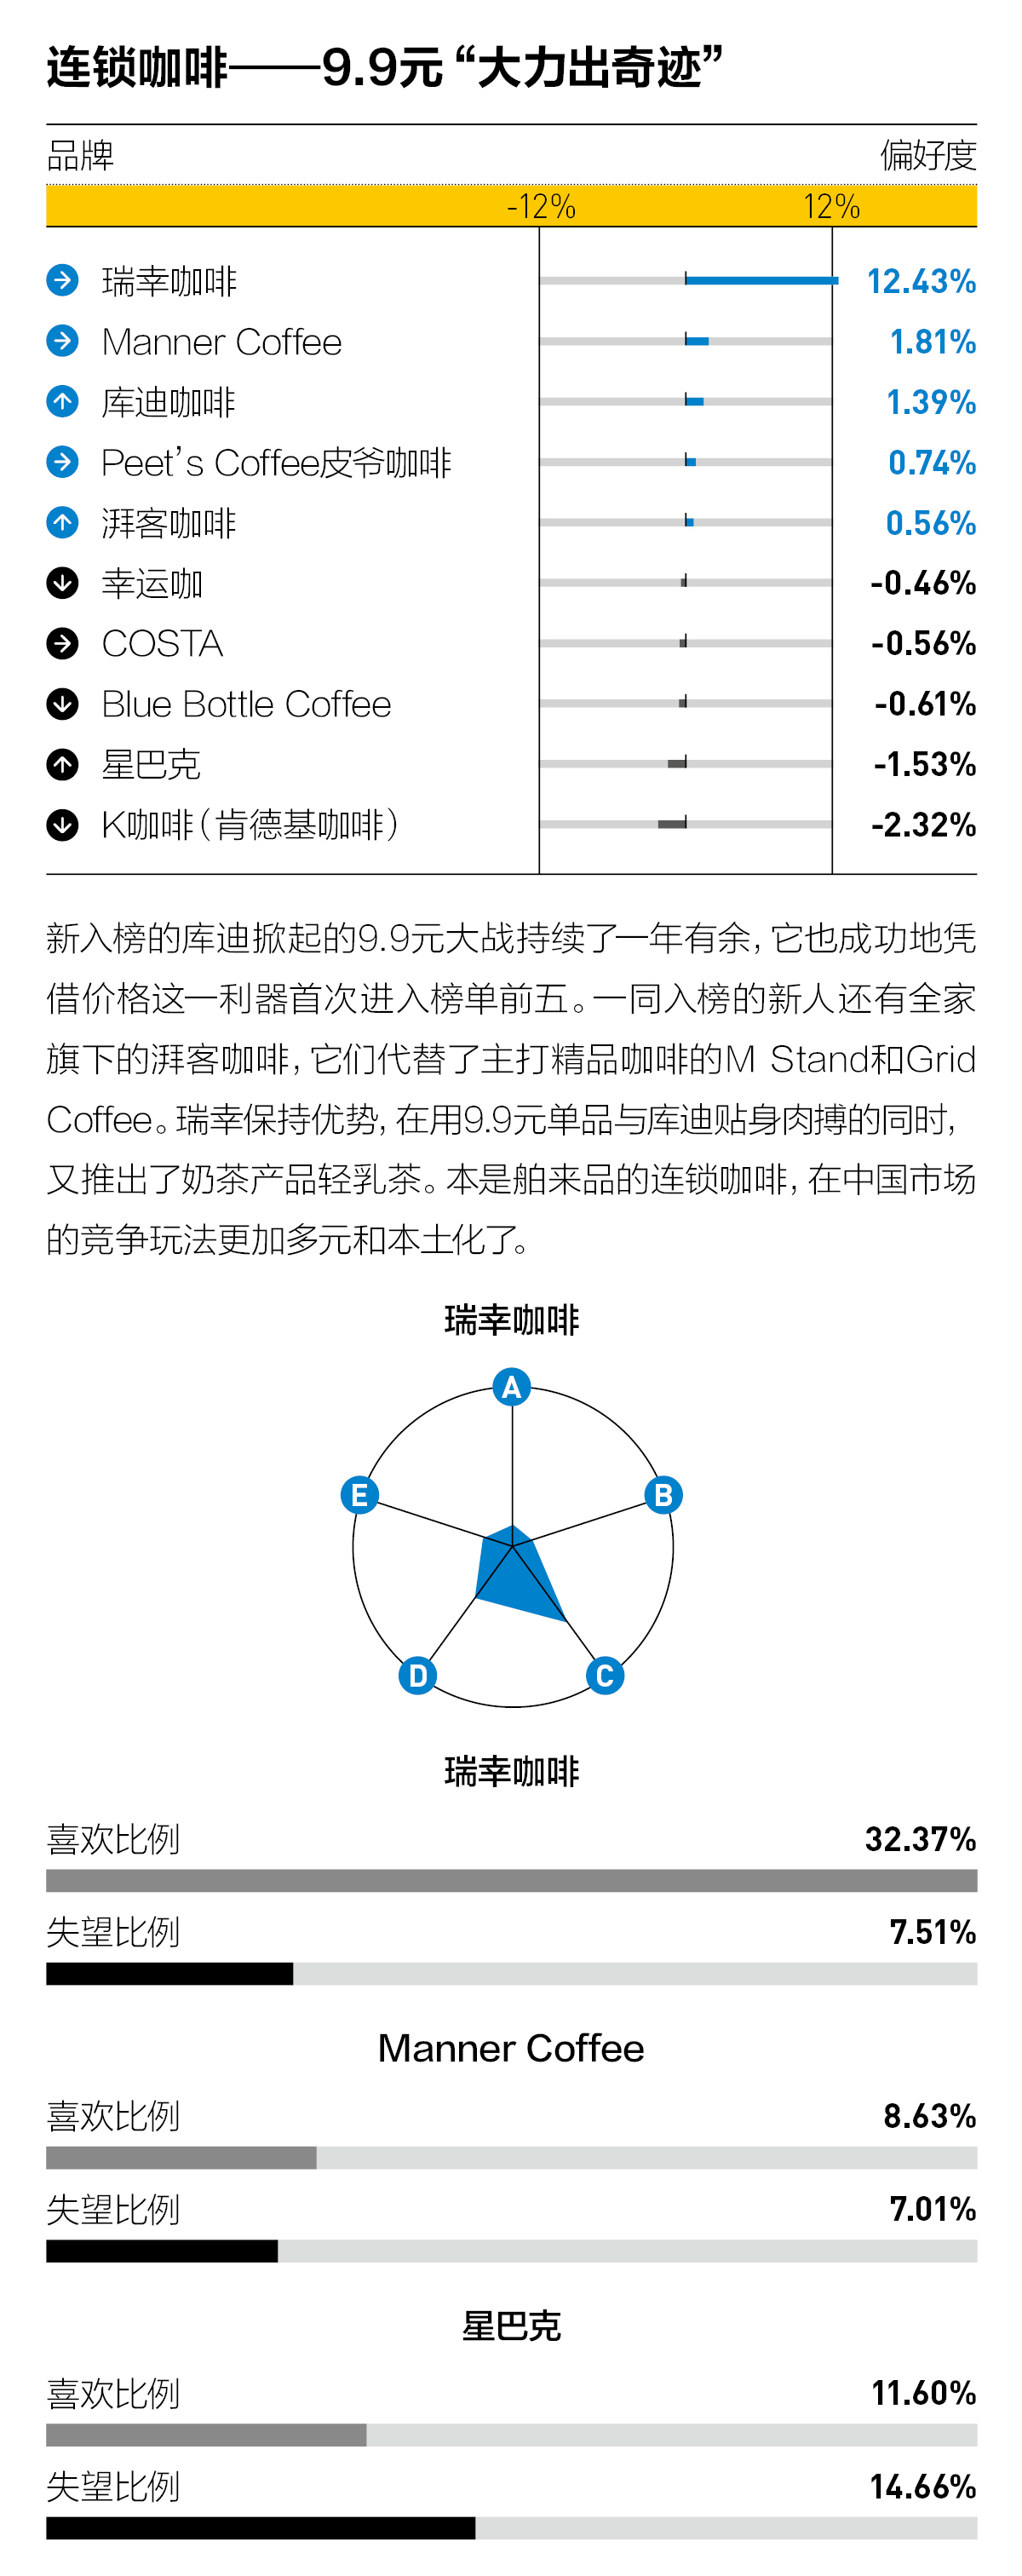 连锁咖啡——9.9元“大力出奇迹”
品牌 偏好度
-12% 12%
瑞幸咖啡 12.43%
Manner Coffee 1.81%
库迪咖啡 1.39%
Peet’s Coffee皮爷咖啡 0.74%
湃客咖啡 0.56%
幸运咖 -0.46%
COSTA -0.56%
Blue Bottle Coffee -0.61%
星巴克 -1.53%
K咖啡（肯德基咖啡） -2.32%
新入榜的库迪掀起的9.9元大战持续了一年有余，它也成功地凭
借价格这一利器首次进入榜单前五。一同入榜的新人还有全家
旗下的湃客咖啡，它们代替了主打精品咖啡的M Stand和Grid
Coffee。瑞幸保持优势，在用9.9元单品与库迪贴身肉搏的同时，
又推出了奶茶产品轻乳茶。本是舶来品的连锁咖啡，在中国市场
的竞争玩法更加多元和本土化了。
瑞幸咖啡
A
E B
D C
瑞幸咖啡
喜欢比例 32.37%
失望比例 7.51%
Manner Coffee
喜欢比例 8.63%
失望比例 7.01%
星巴克
喜欢比例 11.60%
失望比例 14.66%